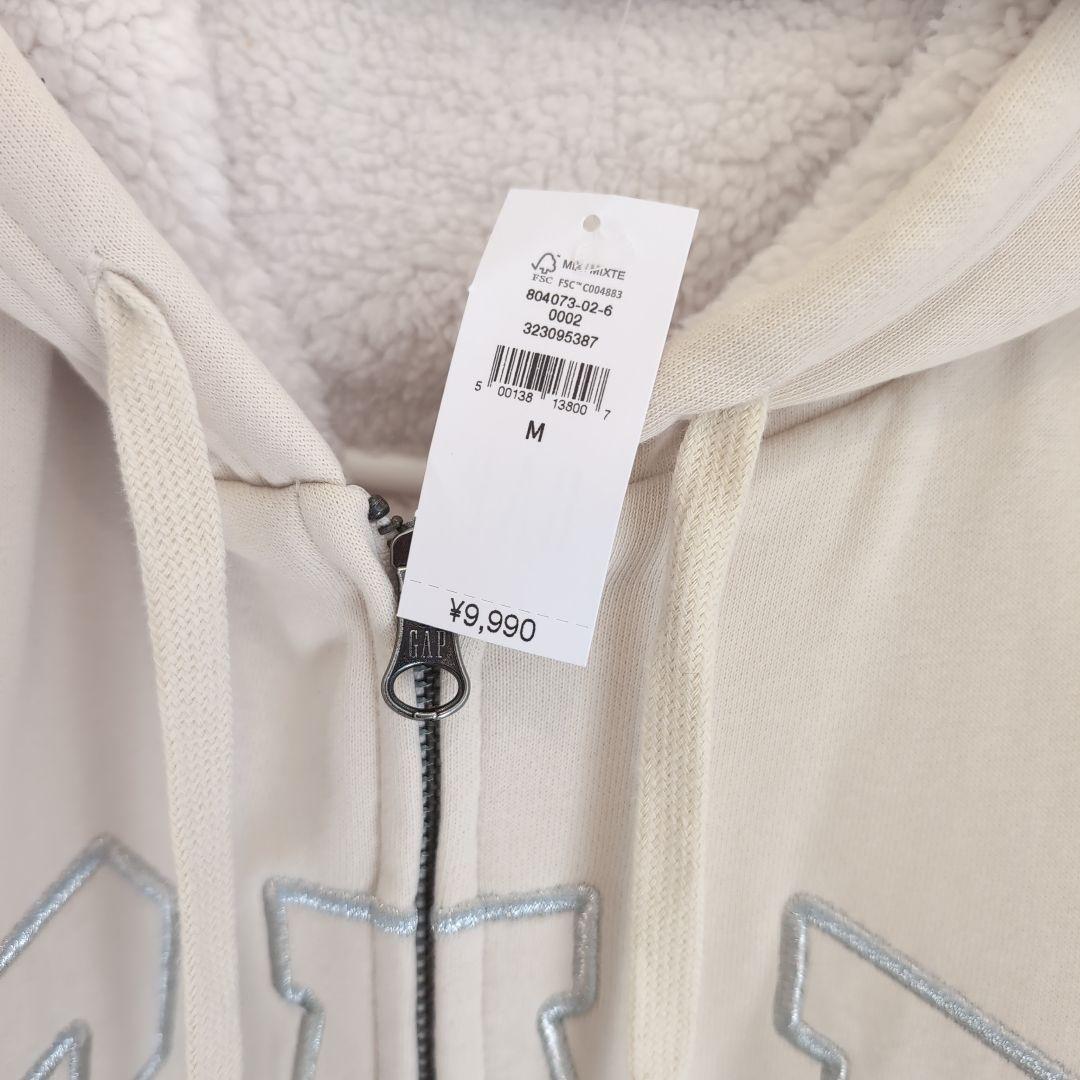 MIX / MIXTE
FSC FSC™ C004883
804073-02-6
0002
323095387
5 00138 13800 7
M
¥9,990
GAP